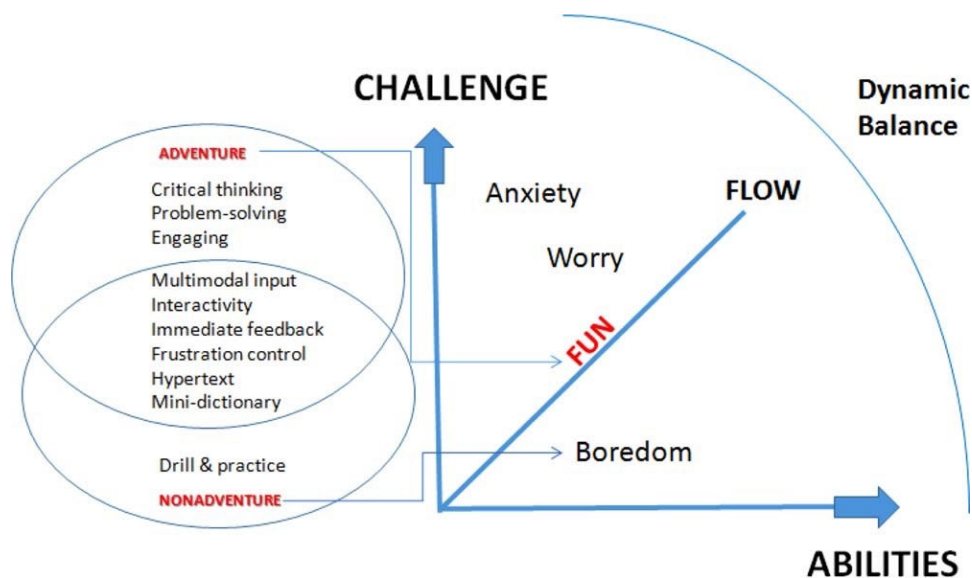 CHALLENGE
Dynamic
Balance
ADVENTURE
Critical thinking
Problem-solving
Engaging
Multimodal input
Interactivity
Immediate feedback
Frustration control
Hypertext
Mini-dictionary
Drill & practice
NONADVENTURE
Anxiety
FLOW
Worry
FUN
Boredom
ABILITIES